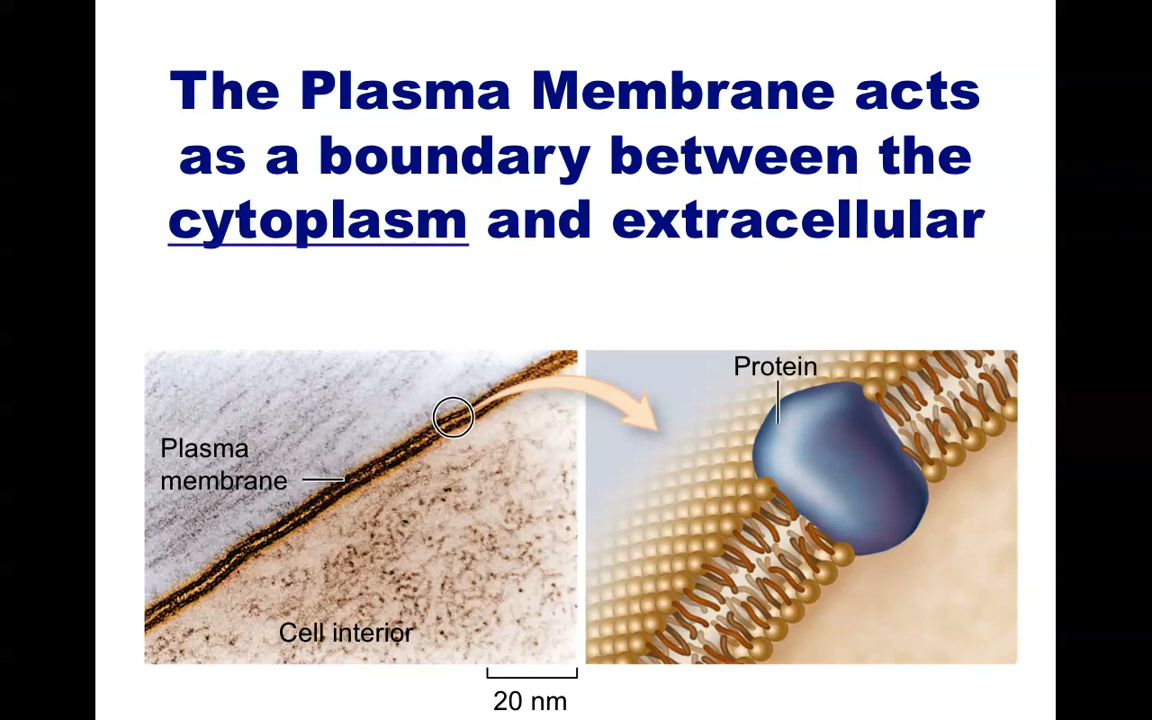 The Plasma Membrane acts
as a boundary between the
cytoplasm and extracellular
Protein
Plasma
membrane
Cell interior
20 nm